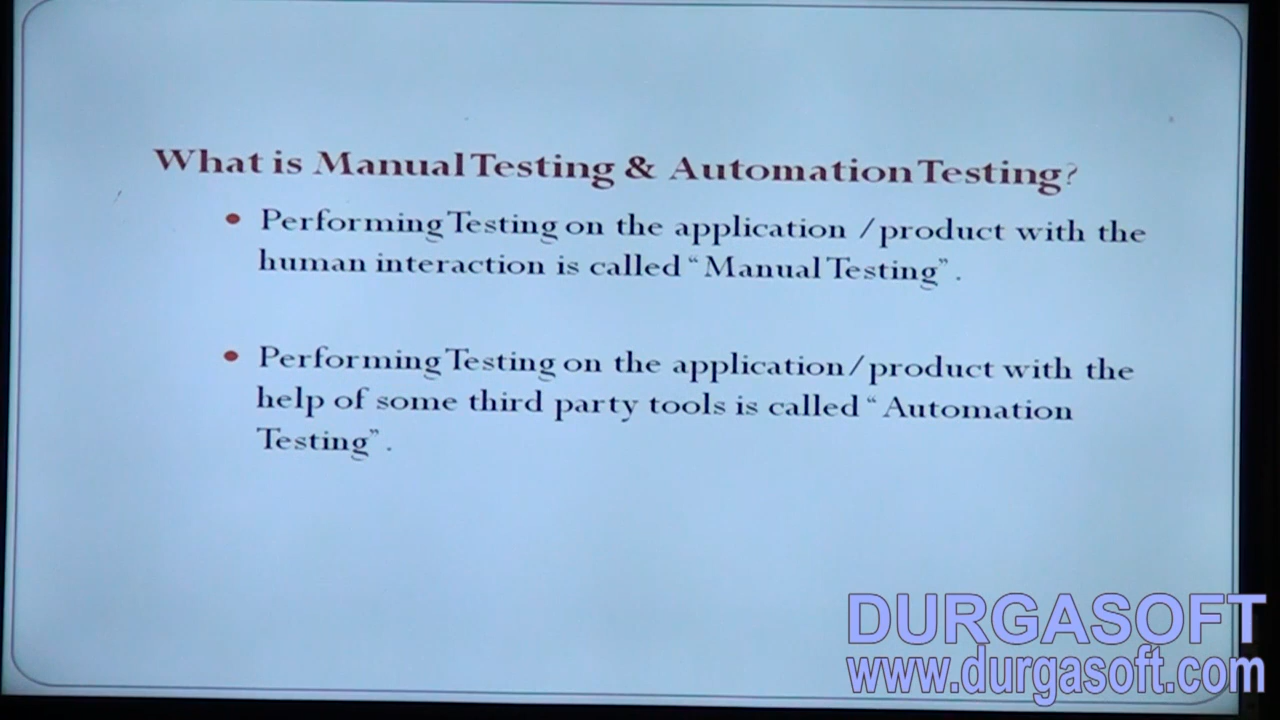 What is Manual Testing & Automation Testing?
• Performing Testing on the application /product with the
human interaction is called “Manual Testing”.
• Performing Testing on the application/product with the
help of some third party tools is called “Automation
Testing”.
DURGASOFT
www.durgasoft.com